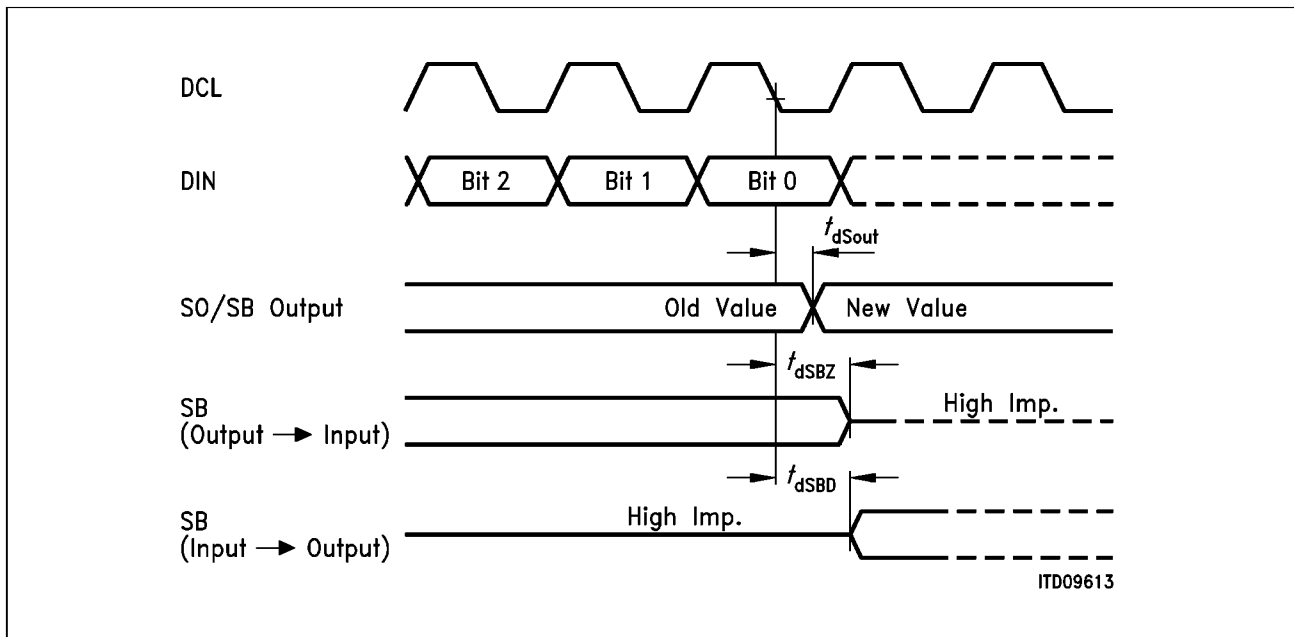 DCL
DIN
Bit 2 Bit 1 Bit 0
tdSout
SO/SB Output
Old Value New Value
tdSBZ
SB
(Output → Input)
High Imp.
tdSBD
SB
(Input → Output)
High Imp.
ITD09613